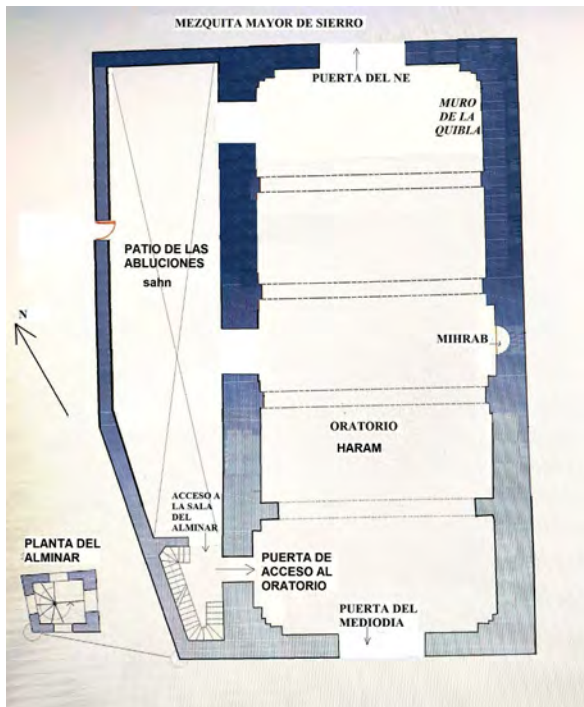 MEZQUITA MAYOR DE SIERRO
PUERTA DEL NE
MURO
DE LA
QUIBLA
PATIO DE LAS
ABLUCIONES
sahn
N
MIHRAB
ORATORIO
HARAM
ACCESO A
LA SALA
DEL
ALMINAR
PLANTA DEL
ALMINAR
PUERTA DE
ACCESO AL
ORATORIO
PUERTA DEL
MEDIODIA